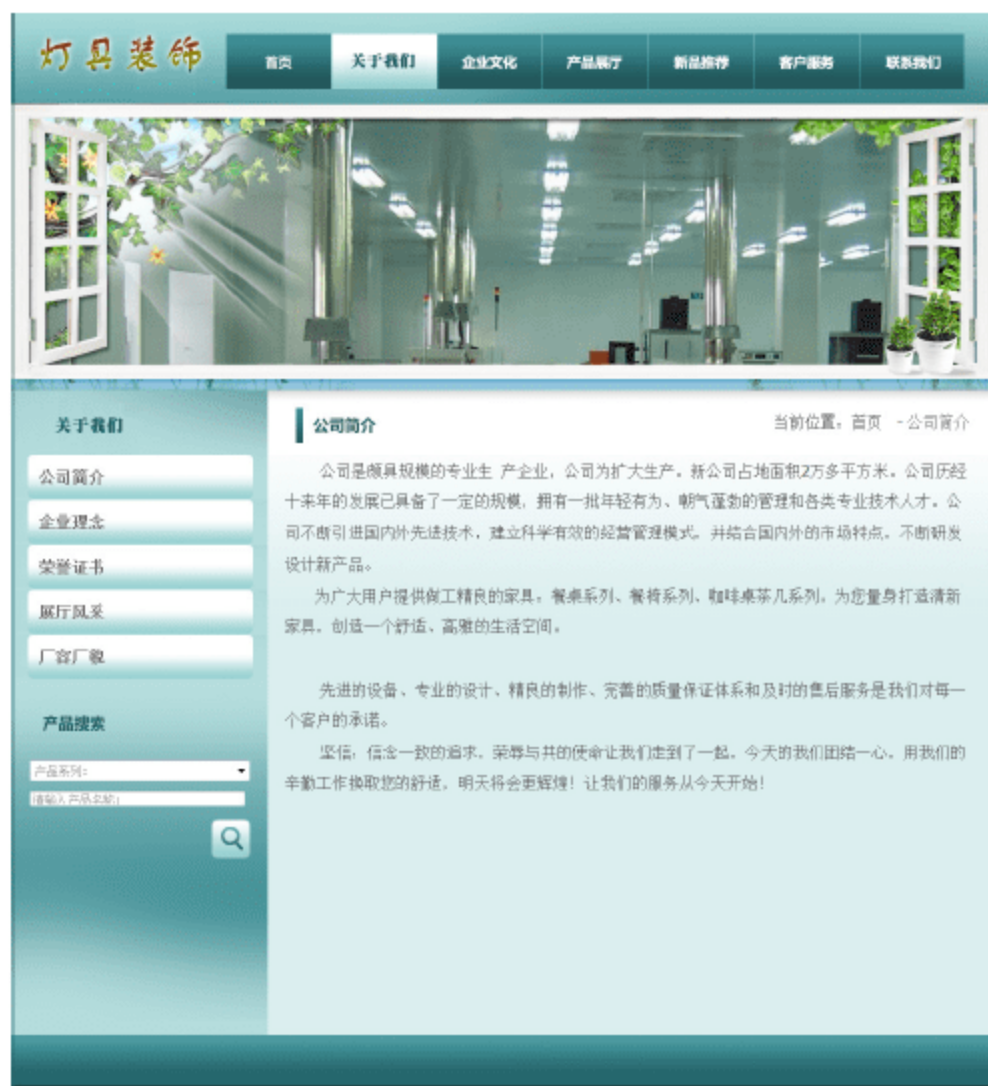 灯具装饰
首页 关于我们 企业文化 产品展厅 新品推荐 客户服务 联系我们
关于我们
公司简介
企业理念
荣誉证书
展厅风采
厂容厂貌
产品搜索
产品系列:
请输入产品名称:
公司简介
当前位置: 首页 -公司简介
公司是颇具规模的专业生 产企业, 公司为扩大生产。新公司占地面积2万多平方米。公司历经
十来年的发展已具备了一定的规模, 拥有一批年轻有为、朝气蓬勃的管理和各类专业技术人才。公
司不断引进国内外先进技术, 建立科学有效的经营管理模式。并结合国内外的市场特点。不断研发
设计新产品。
为广大用户提供做工精良的家具: 餐桌系列、餐椅系列、咖啡桌茶几系列。为您量身打造清新
家具。创造一个舒适、高雅的生活空间。
先进的设备、专业的设计、精良的制作、完善的质量保证体系和及时的售后服务是我们对每一
个客户的承诺。
坚信: 信念一致的追求。荣辱与共的使命让我们走到了一起。今天的我们团结一心。用我们的
辛勤工作换取您的舒适。明天将会更辉煌! 让我们的服务从今天开始!